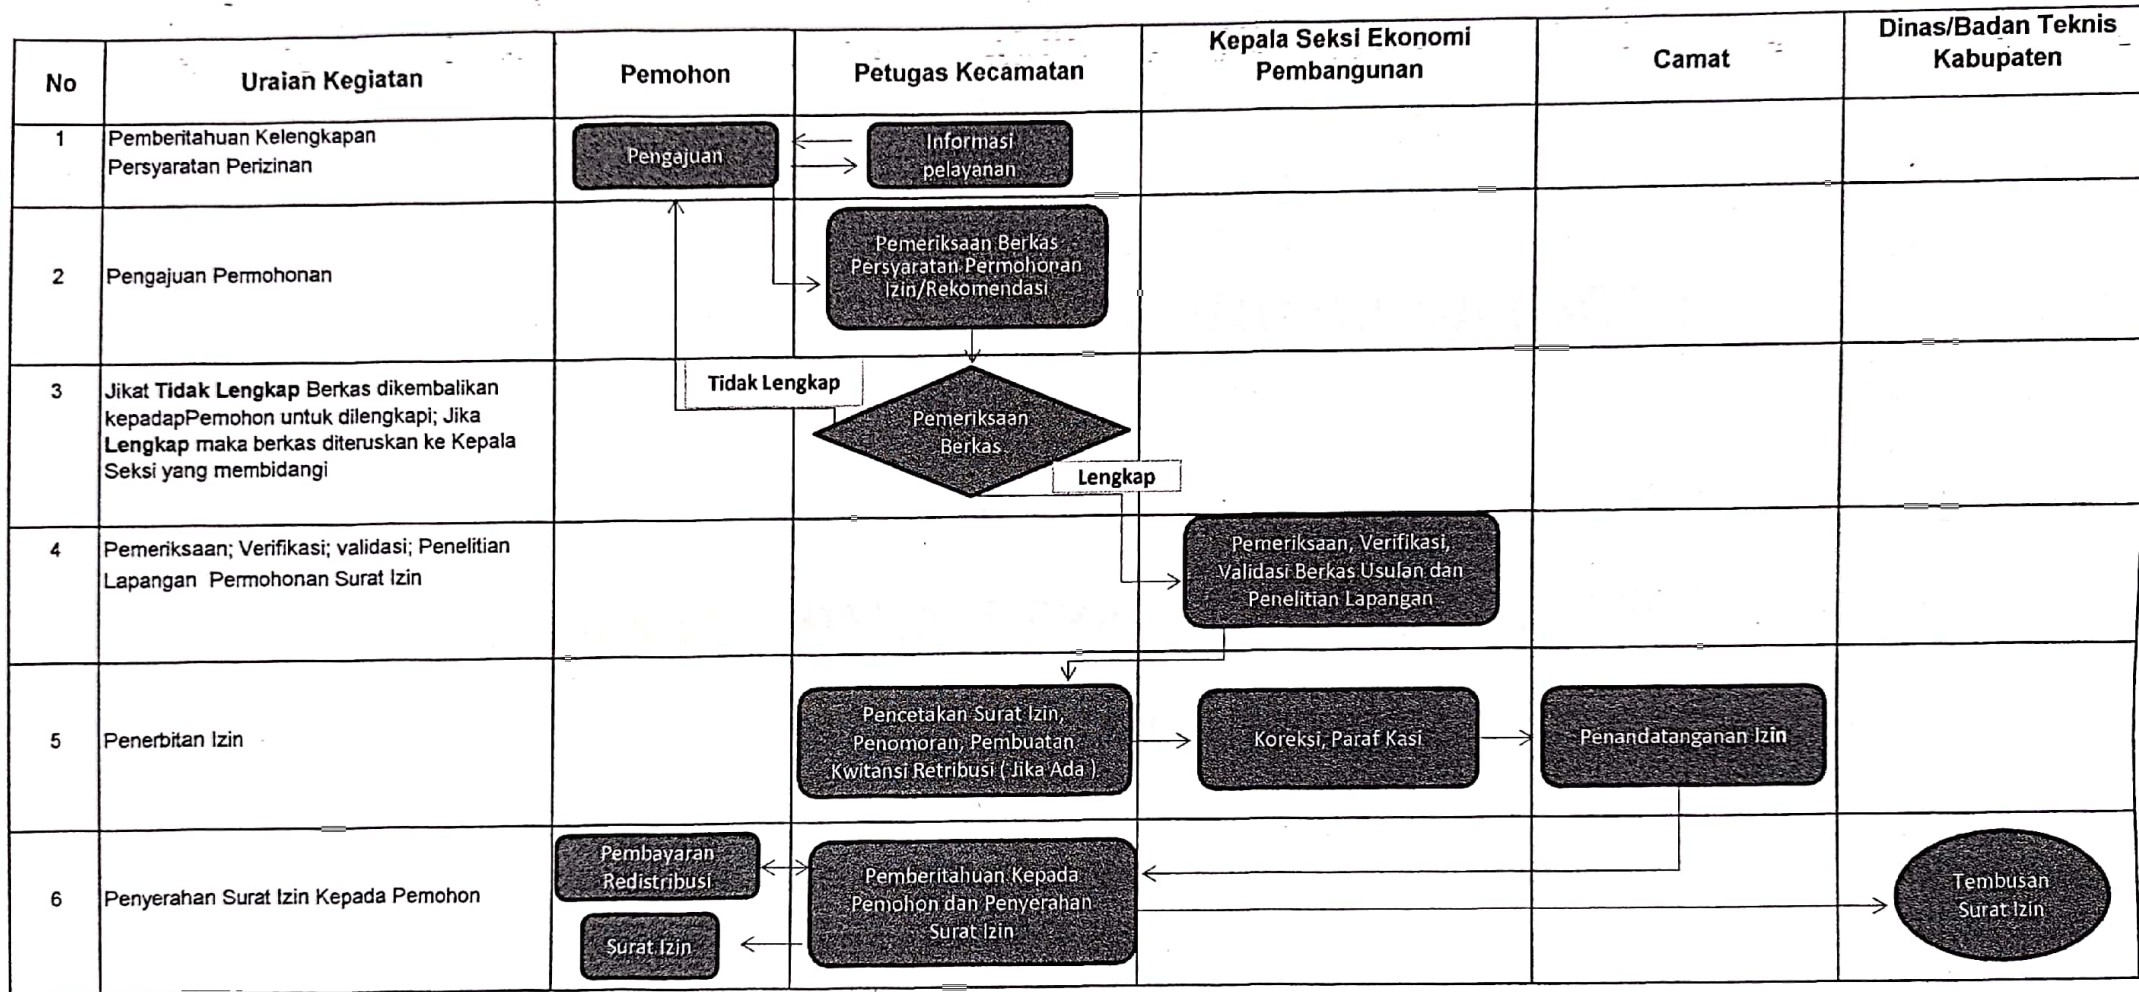 No
Uraian Kegiatan
Pemohon
Petugas Kecamatan
Kepala Seksi Ekonomi
Pembangunan
Camat
Dinas/Badan Teknis
Kabupaten
1
Pemberitahuan Kelengkapan
Persyaratan Perizinan
Pengajuan
Informasi
pelayanan
2
Pengajuan Permohonan
Pemeriksaan Berkas
Persyaratan Permohonan
Izin/Rekomendasi
3
Jikat Tidak Lengkap Berkas dikembalikan
kepadapPemohon untuk dilengkapi; Jika
Lengkap maka berkas diteruskan ke Kepala
Seksi yang membidangi
Tidak Lengkap
Pemeriksaan
Berkas
Lengkap
4
Pemeriksaan; Verifikasi; validasi; Penelitian
Lapangan Permohonan Surat Izin
Pemeriksaan, Verifikasi,
Validasi Berkas Usulan dan
Penelitian Lapangan
5
Penerbitan Izin
Pencetakan Surat Izin,
Penomoran, Pembuatan
Kwitansi Retribusi ( Jika Ada )
Koreksi, Paraf Kasi
Penandatanganan Izin
6
Penyerahan Surat Izin Kepada Pemohon
Pembayaran
Redistribusi
Surat Izin
Pemberitahuan Kepada
Pemohon dan Penyerahan
Surat Izin
Tembusan
Surat Izin